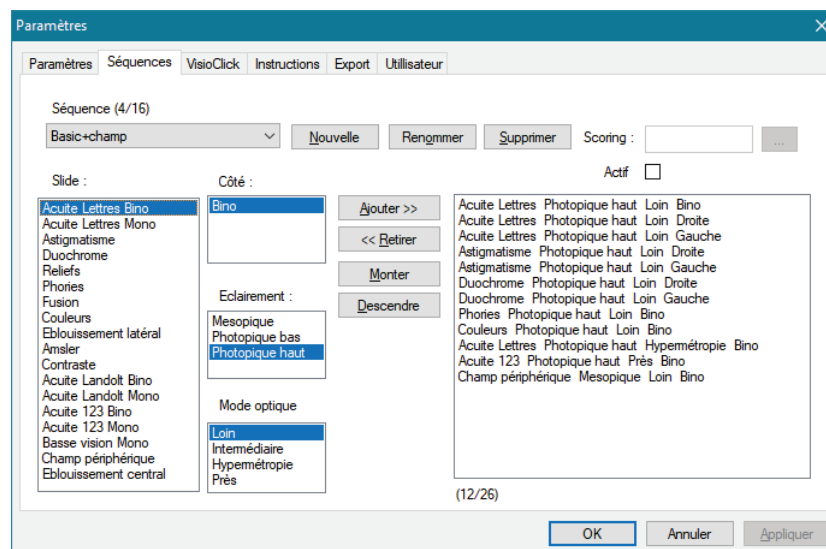 Paramètres
Paramètres Séquences VisioClick Instructions Export Utilisateur
Séquence (4/16)
Basic+champ Nouvelle Renommer Supprimer Scoring : ...
Actif
Slide :
Acuite Lettres Bino
Acuite Lettres Mono
Astigmatisme
Duochrome
Reliefs
Phories
Fusion
Couleurs
Eblouissement latéral
Amsler
Contraste
Acuite Landolt Bino
Acuite Landolt Mono
Acuite 123 Bino
Acuite 123 Mono
Basse vision Mono
Champ périphérique
Eblouissement central
Côté :
Bino
Eclairement :
Mesopique
Photopique bas
Photopique haut
Mode optique
Loin
Intermédiaire
Hypermétropie
Près
Ajouter >>
<< Retirer
Monter
Descendre
Acuite Lettres Photopique haut Loin Bino
Acuite Lettres Photopique haut Loin Droite
Acuite Lettres Photopique haut Loin Gauche
Astigmatisme Photopique haut Loin Droite
Astigmatisme Photopique haut Loin Gauche
Duochrome Photopique haut Loin Droite
Duochrome Photopique haut Loin Gauche
Phories Photopique haut Loin Bino
Couleurs Photopique haut Loin Bino
Acuite Lettres Photopique haut Hypermétropie Bino
Acuite 123 Photopique haut Près Bino
Champ périphérique Mesopique Loin Bino
(12/26)
OK Annuler Appliquer